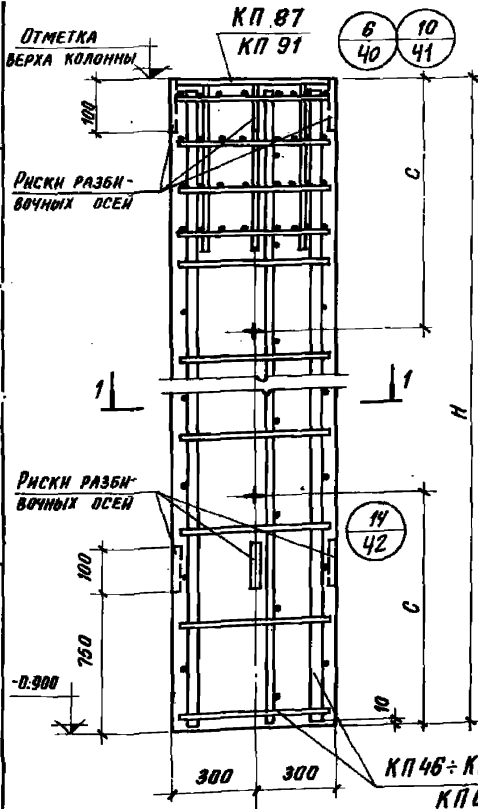 КП 87
КП 91
6
40
10
41
ОТМЕТКА
ВЕРХА КОЛОННЫ
100
С
РИСКИ РАЗБИ-
ВОЧНЫХ ОСЕЙ
1
1
Н
РИСКИ РАЗБИ-
ВОЧНЫХ ОСЕЙ
14
42
100
С
750
-0.900
10
300
300
КП 46÷К
КП